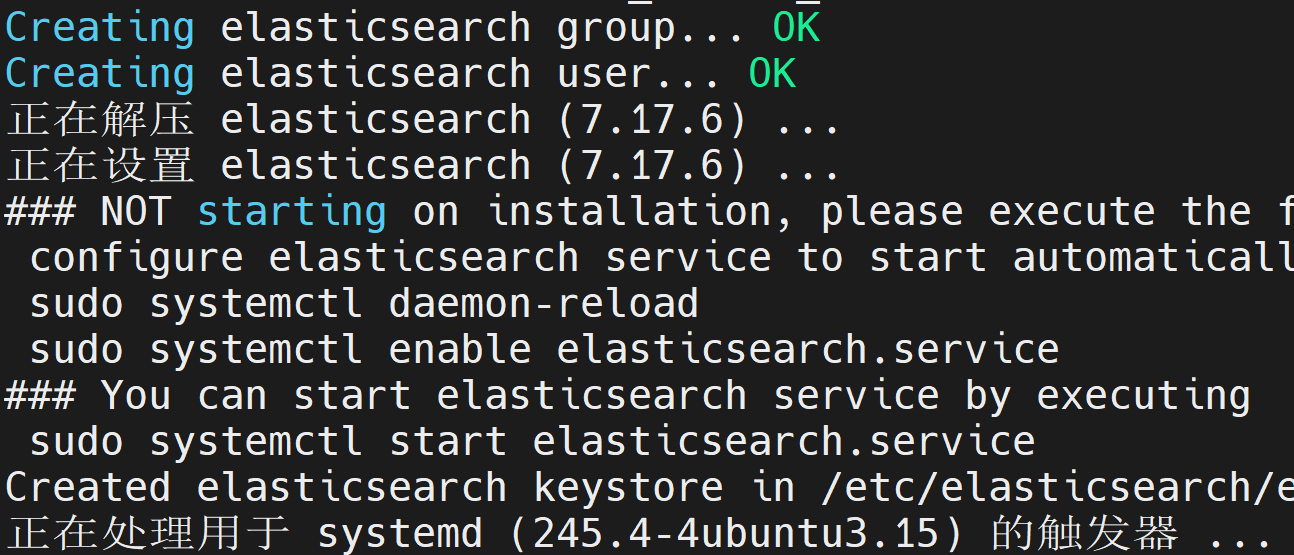 Creating elasticsearch group... OK
Creating elasticsearch user... OK
正在解压 elasticsearch (7.17.6) ...
正在设置 elasticsearch (7.17.6) ...
### NOT starting on installation, please execute the f
configure elasticsearch service to start automaticall
sudo systemctl daemon-reload
sudo systemctl enable elasticsearch.service
### You can start elasticsearch service by executing
sudo systemctl start elasticsearch.service
Created elasticsearch keystore in /etc/elasticsearch/e
正在处理用于 systemd (245.4-4ubuntu3.15) 的触发器 ...